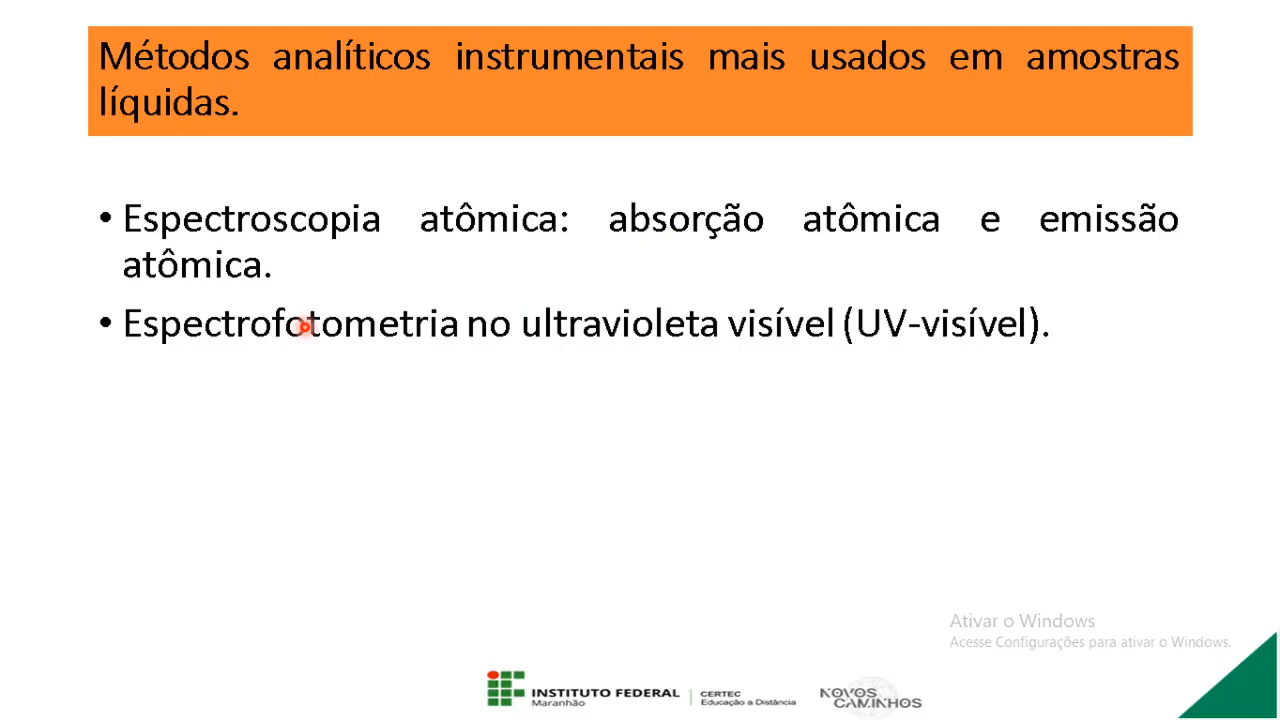 Métodos analíticos instrumentais mais usados em amostras
líquidas.
• Espectroscopia atômica: absorção atômica e emissão
atômica.
• Espectrofotometria no ultravioleta visível (UV-visível).
Ativar o Windows
Acesse Configurações para ativar o Windows.
INSTITUTO FEDERAL
Maranhão
CERTEC
Educação a Distância
NOVOS
CAMINHOS